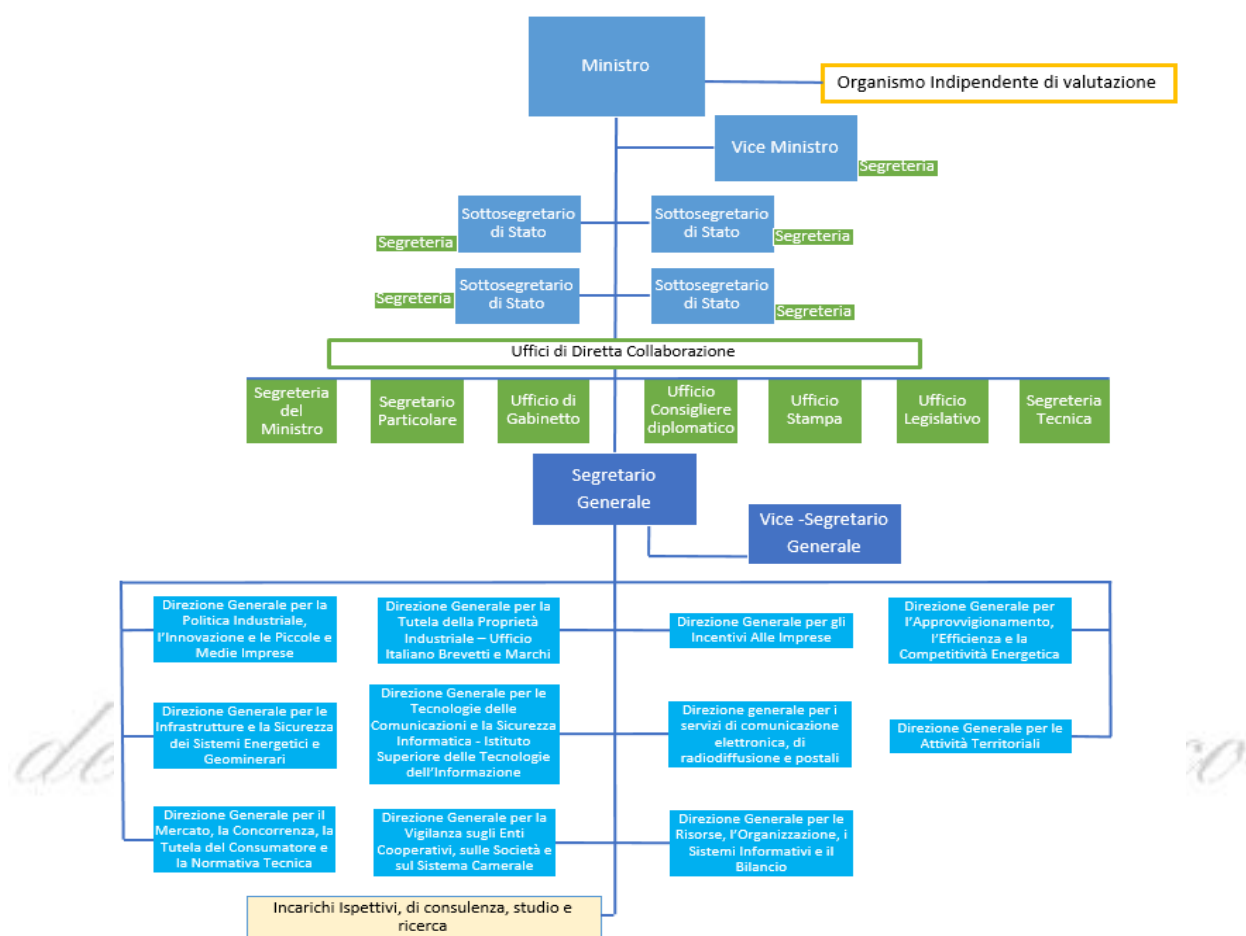 Ministro
Organismo Indipendente di valutazione
Vice Ministro
Segreteria
Sottosegretario
di Stato
Segreteria
Sottosegretario
di Stato
Segreteria
Sottosegretario
di Stato
Segreteria
Sottosegretario
di Stato
Segreteria
Uffici di Diretta Collaborazione
Segreteria
del
Ministro
Segretario
Particolare
Ufficio di
Gabinetto
Ufficio
Consigliere
diplomatico
Ufficio
Stampa
Ufficio
Legislativo
Segreteria
Tecnica
Segretario
Generale
Vice -Segretario
Generale
Direzione Generale per la
Politica Industriale,
l'Innovazione e le Piccole e
Medie Imprese
Direzione Generale per la
Tutela della Proprietà
Industriale – Ufficio
Italiano Brevetti e Marchi
Direzione Generale per gli
Incentivi Alle Imprese
Direzione Generale per
l'Approvvigionamento,
l'Efficienza e la
Competitività Energetica
Direzione Generale per le
Infrastrutture e la Sicurezza
dei Sistemi Energetici e
Geominerari
Direzione Generale per le
Tecnologie delle
Comunicazioni e la Sicurezza
Informatica - Istituto
Superiore delle Tecnologie
dell'Informazione
Direzione generale per i
servizi di comunicazione
elettronica, di
radiodiffusione e postali
Direzione Generale per le
Attività Territoriali
de
co
Direzione Generale per il
Mercato, la Concorrenza, la
Tutela del Consumatore e
la Normativa Tecnica
Direzione Generale per la
Vigilanza sugli Enti
Cooperativi, sulle Società e
sul Sistema Camerale
Direzione Generale per le
Risorse, l'Organizzazione, i
Sistemi Informativi e il
Bilancio
Incarichi Ispettivi, di consulenza, studio e
ricerca